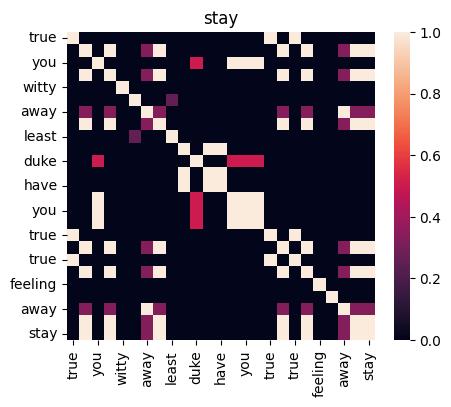 stay
true
you
witty
away
least
duke
have
you
true
true
feeling
away
stay
true
you
witty
away
least
duke
have
you
true
true
feeling
away
stay
1.0
0.8
0.6
0.4
0.2
0.0